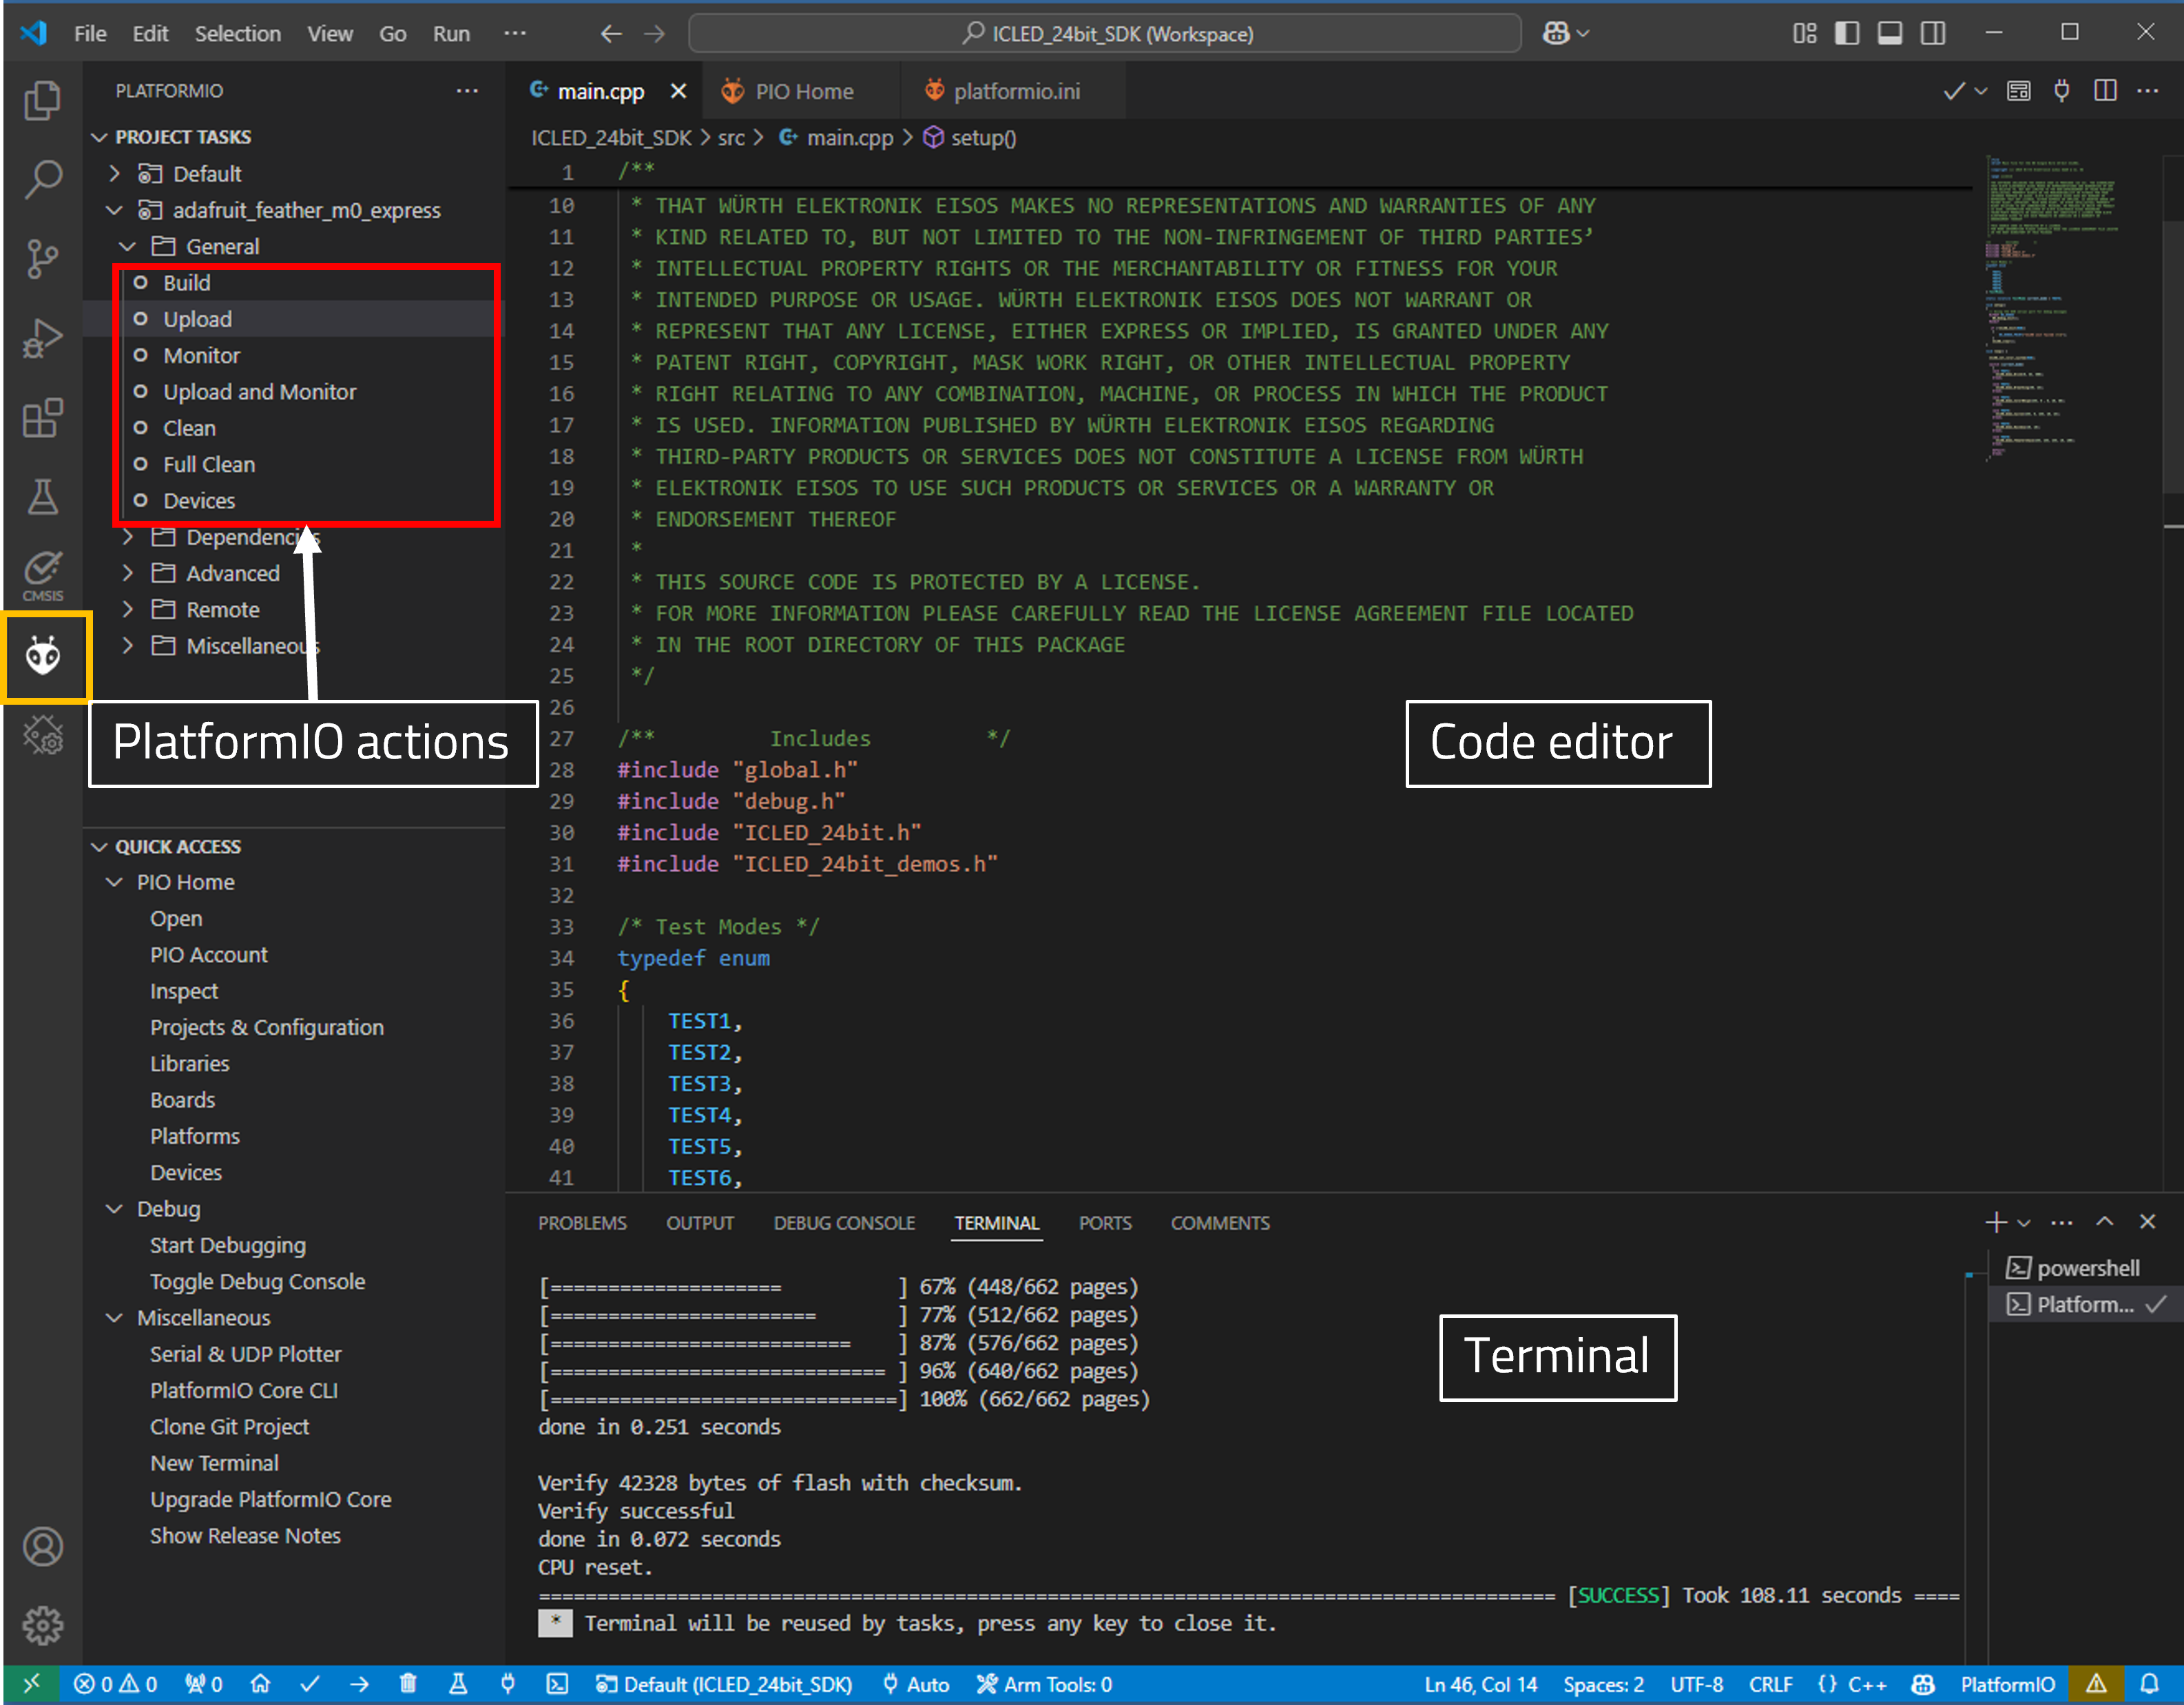 File Edit Selection View Go Run ··· ICLED_24bit_SDK (Workspace)
PLATFORMIO
PROJECT TASKS
Default
adafruit_feather_m0_express
General
Build
Upload
Monitor
Upload and Monitor
Clean
Full Clean
Devices
Dependencies
Advanced
Remote
Miscellaneous
CMSIS
PlatformIO actions
QUICK ACCESS
PIO Home
Open
PIO Account
Inspect
Projects & Configuration
Libraries
Boards
Platforms
Devices
Debug
Start Debugging
Toggle Debug Console
Miscellaneous
Serial & UDP Plotter
PlatformIO Core CLI
Clone Git Project
New Terminal
Upgrade PlatformIO Core
Show Release Notes
main.cpp PIO Home platformio.ini
ICLED_24bit_SDK > src > main.cpp > setup()
1 /**
10 * THAT WÜRTH ELEKTRONIK EISOS MAKES NO REPRESENTATIONS AND WARRANTIES OF ANY
11 * KIND RELATED TO, BUT NOT LIMITED TO THE NON-INFRINGEMENT OF THIRD PARTIES’
12 * INTELLECTUAL PROPERTY RIGHTS OR THE MERCHANTABILITY OR FITNESS FOR YOUR
13 * INTENDED PURPOSE OR USAGE. WÜRTH ELEKTRONIK EISOS DOES NOT WARRANT OR
14 * REPRESENT THAT ANY LICENSE, EITHER EXPRESS OR IMPLIED, IS GRANTED UNDER ANY
15 * PATENT RIGHT, COPYRIGHT, MASK WORK RIGHT, OR OTHER INTELLECTUAL PROPERTY
16 * RIGHT RELATING TO ANY COMBINATION, MACHINE, OR PROCESS IN WHICH THE PRODUCT
17 * IS USED. INFORMATION PUBLISHED BY WÜRTH ELEKTRONIK EISOS REGARDING
18 * THIRD-PARTY PRODUCTS OR SERVICES DOES NOT CONSTITUTE A LICENSE FROM WÜRTH
19 * ELEKTRONIK EISOS TO USE SUCH PRODUCTS OR SERVICES OR A WARRANTY OR
20 * ENDORSEMENT THEREOF
21 *
22 * THIS SOURCE CODE IS PROTECTED BY A LICENSE.
23 * FOR MORE INFORMATION PLEASE CAREFULLY READ THE LICENSE AGREEMENT FILE LOCATED
24 * IN THE ROOT DIRECTORY OF THIS PACKAGE
25 */
26
27 /** Includes */
28 #include "global.h"
29 #include "debug.h"
30 #include "ICLED_24bit.h"
31 #include "ICLED_24bit_demos.h"
32
33 /* Test Modes */
34 typedef enum
35 {
36 TEST1,
37 TEST2,
38 TEST3,
39 TEST4,
40 TEST5,
41 TEST6,
Code editor
PROBLEMS OUTPUT DEBUG CONSOLE TERMINAL PORTS COMMENTS
[==================== ] 67% (448/662 pages)
[======================= ] 77% (512/662 pages)
[========================== ] 87% (576/662 pages)
[============================= ] 96% (640/662 pages)
[==============================] 100% (662/662 pages)
done in 0.251 seconds
Verify 42328 bytes of flash with checksum.
Verify successful
done in 0.072 seconds
CPU reset.
======================================================================================== [SUCCESS] Took 108.11 seconds ====
* Terminal will be reused by tasks, press any key to close it.
Terminal
powershell
Platform...
0 0 0 Default (ICLED_24bit_SDK) Auto Arm Tools: 0 Ln 46, Col 14 Spaces: 2 UTF-8 CRLF {} C++ PlatformIO